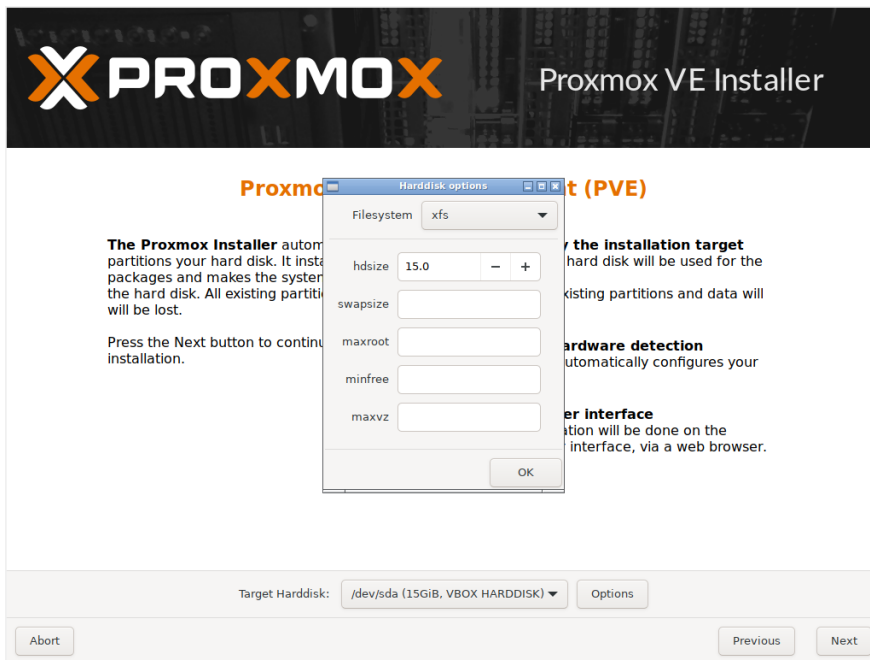 PROXMOX
Proxmox VE Installer
Proxmo
t (PVE)
Harddisk options
Filesystem xfs
hdsize 15.0 − +
swapsize
maxroot
minfree
maxvz
OK
The Proxmox Installer autom
partitions your hard disk. It insta
packages and makes the system
the hard disk. All existing partiti
will be lost.
Press the Next button to continu
installation.
the installation target
hard disk will be used for the
xisting partitions and data will
ardware detection
utomatically configures your
er interface
ation will be done on the
interface, via a web browser.
Target Harddisk: /dev/sda (15GiB, VBOX HARDDISK) Options
Abort Previous Next